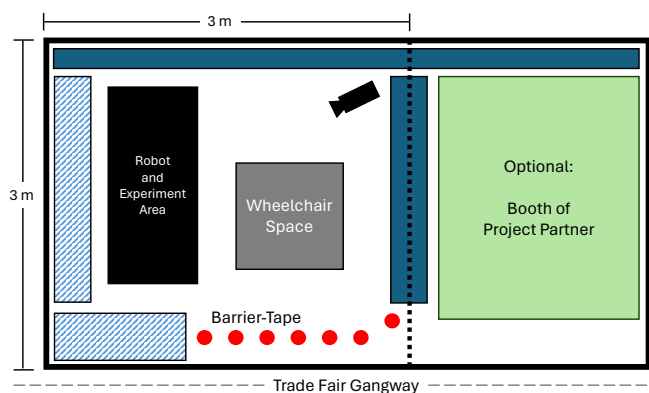 3 m
3 m
Robot
and
Experiment
Area
Wheelchair
Space
Optional:
Booth of
Project Partner
Barrier-Tape
Trade Fair Gangway